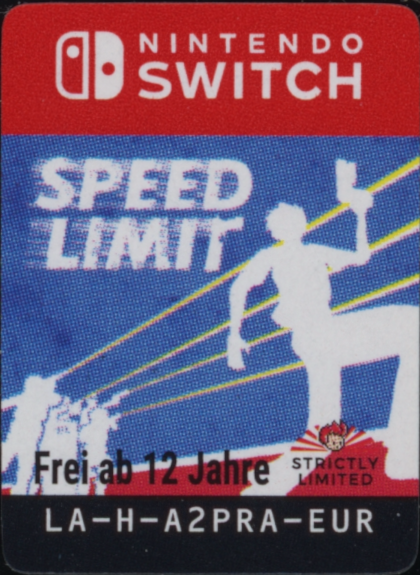 NINTENDO
SWITCH
SPEED
LIMIT
Frei ab 12 Jahre
STRICTLY
LIMITED
LA-H-A2PRA-EUR